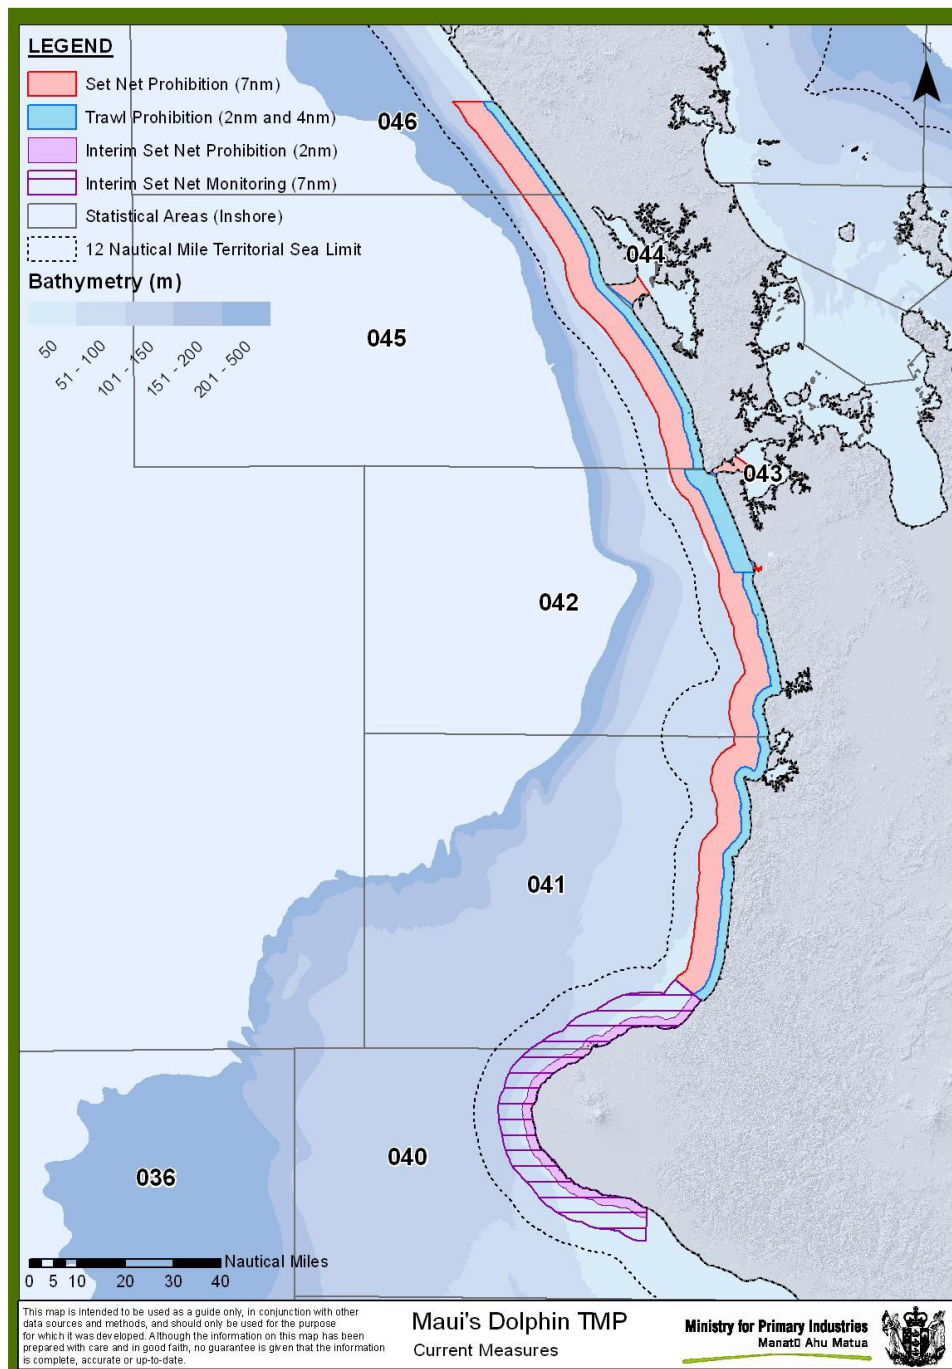 LEGEND
Set Net Prohibition (7nm)
Trawl Prohibition (2nm and 4nm)
Interim Set Net Prohibition (2nm)
Interim Set Net Monitoring (7nm)
Statistical Areas (Inshore)
12 Nautical Mile Territorial Sea Limit
Bathymetry (m)
50
51 - 100
101 - 150
151 - 200
201 - 500
N
046
044
045
043
042
041
040
036
Nautical Miles
0 5 10 20 30 40
This map is intended to be used as a guide only, in conjunction with other
data sources and methods, and should only be used for the purpose
for which it was developed. Although the information on this map has been
prepared with care and in good faith, no guarantee is given that the information
is complete, accurate or up-to-date.
Maui's Dolphin TMP
Current Measures
Ministry for Primary Industries
Manatū Ahu Matua